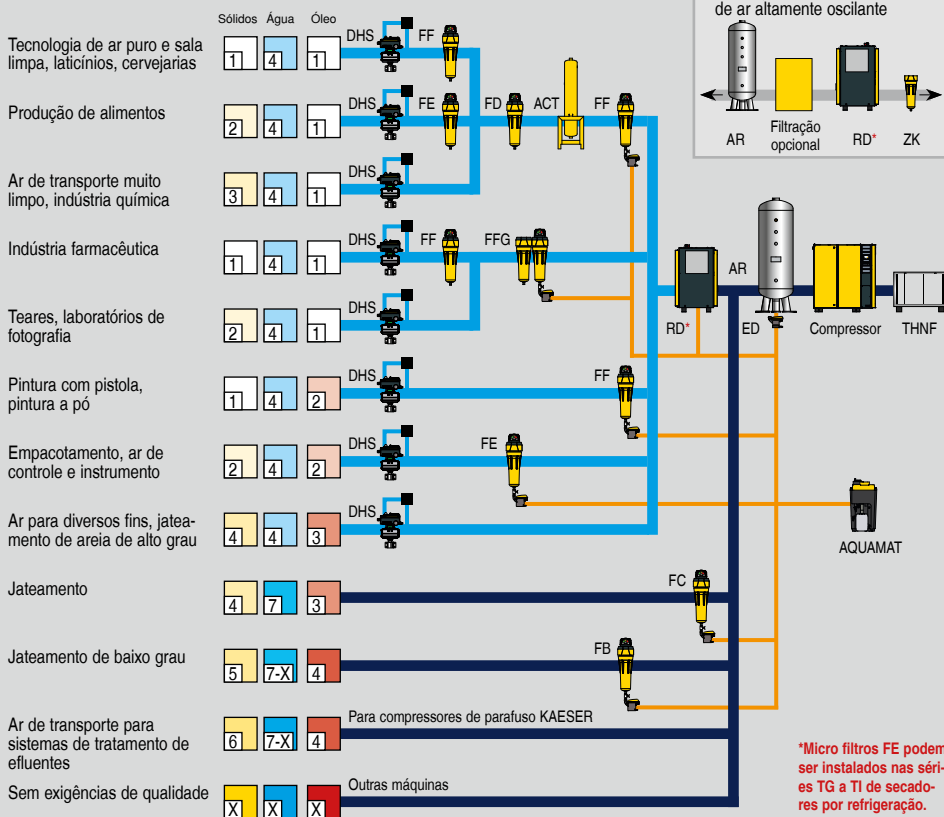 Sólidos Água Óleo
de ar altamente oscilante
AR
Filtração
opcional
RD*
ZK
Tecnologia de ar puro e sala
limpa, laticínios, cervejarias
1 4 1
DHS FF
Produção de alimentos
2 4 1
DHS FE FD ACT FF
Ar de transporte muito
limpo, indústria química
3 4 1
DHS
Indústria farmacêutica
1 4 1
DHS FF FFG
AR
RD* ED Compressor THNF
Teares, laboratórios de
fotografia
2 4 1
DHS
Pintura com pistola,
pintura a pó
1 4 2
DHS FF
Empacotamento, ar de
controle e instrumento
2 4 2
DHS FE
AQUAMAT
Ar para diversos fins, jatea-
mento de areia de alto grau
4 4 3
DHS
Jateamento
4 7 3
FC
Jateamento de baixo grau
5 7-X 4
FB
Ar de transporte para
sistemas de tratamento de
efluentes
6 7-X 4
Para compressores de parafuso KAESER
Sem exigências de qualidade
X X X
Outras máquinas
*Micro filtros FE podem
ser instalados nas séri-
es TG a TI de secado-
res por refrigeração.